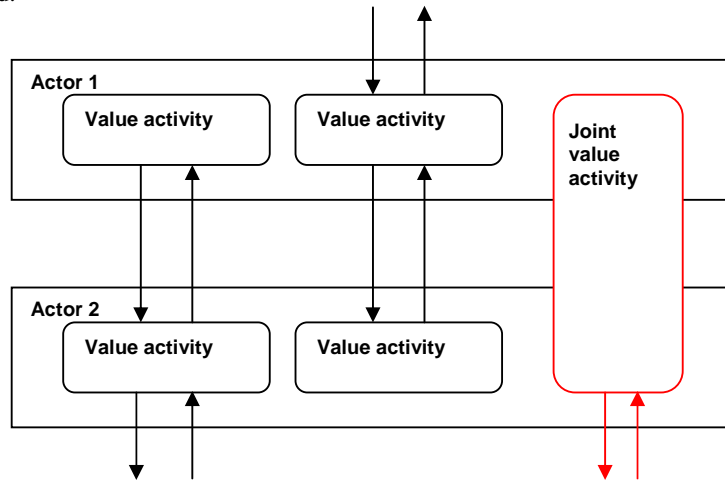 Actor 1
Value activity
Value activity
Joint
value
activity
Actor 2
Value activity
Value activity